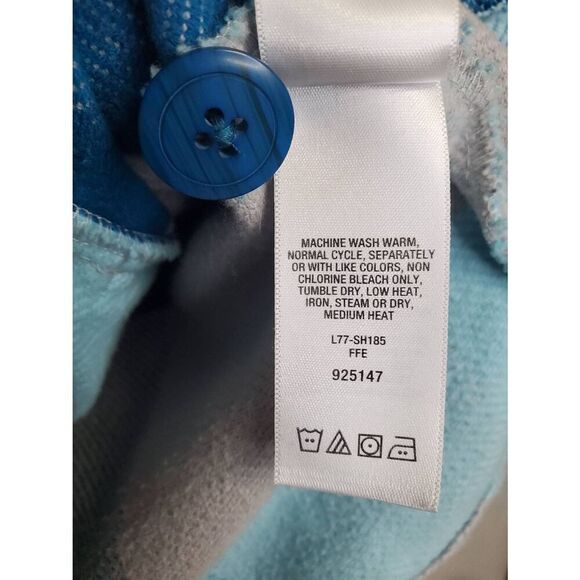 MACHINE WASH WARM,
NORMAL CYCLE, SEPARATELY
OR WITH LIKE COLORS, NON
CHLORINE BLEACH ONLY,
TUMBLE DRY, LOW HEAT,
IRON, STEAM OR DRY,
MEDIUM HEAT
L77-SH185
FFE
925147